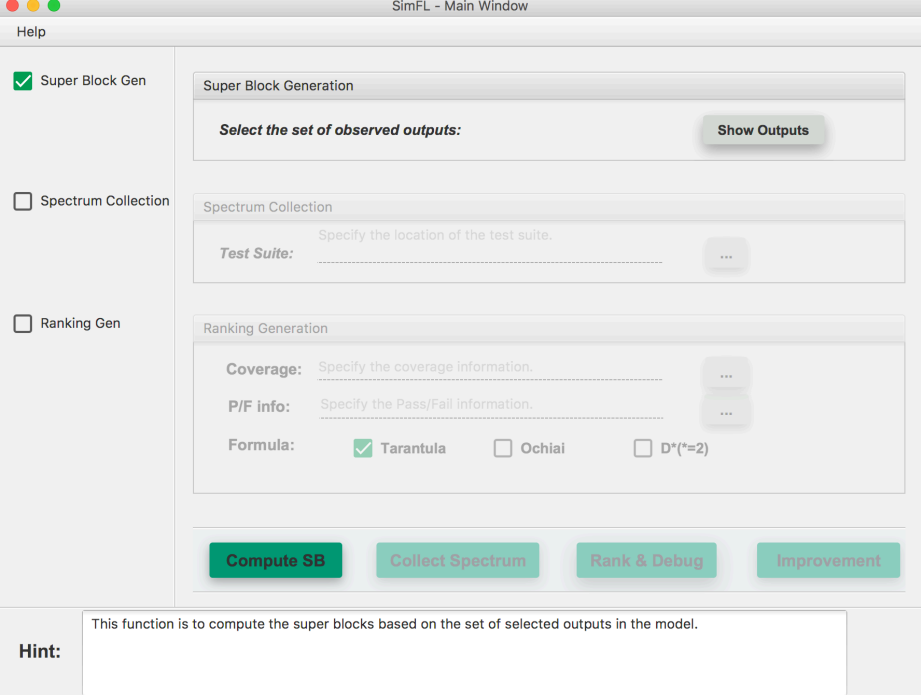 SimFL - Main Window
Help
Super Block Gen
Super Block Generation
Select the set of observed outputs:
Show Outputs
Spectrum Collection
Spectrum Collection
Test Suite:
Specify the location of the test suite.
...
Ranking Gen
Ranking Generation
Coverage:
Specify the coverage information.
...
P/F info:
Specify the Pass/Fail information.
...
Formula:
Tarantula
Ochiai
D*(*=2)
Compute SB
Collect Spectrum
Rank & Debug
Improvement
Hint:
This function is to compute the super blocks based on the set of selected outputs in the model.